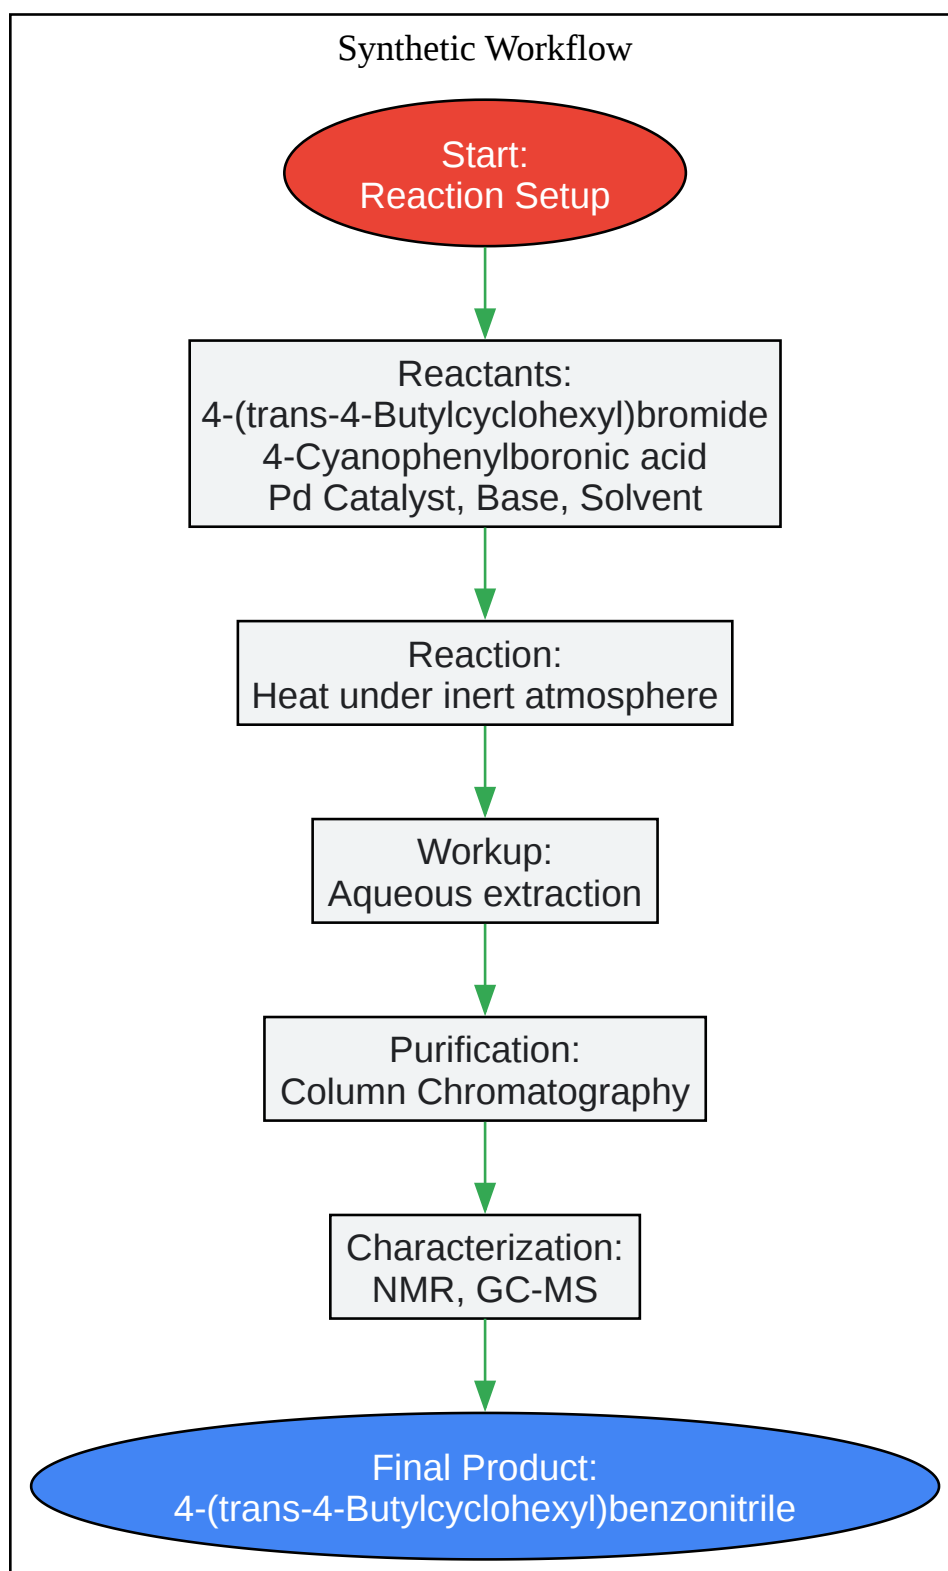 Synthetic Workflow
Start:
Reaction Setup
Reactants:
4-(trans-4-Butylcyclohexyl)bromide
4-Cyanophenylboronic acid
Pd Catalyst, Base, Solvent
Reaction:
Heat under inert atmosphere
Workup:
Aqueous extraction
Purification:
Column Chromatography
Characterization:
NMR, GC-MS
Final Product:
4-(trans-4-Butylcyclohexyl)benzonitrile